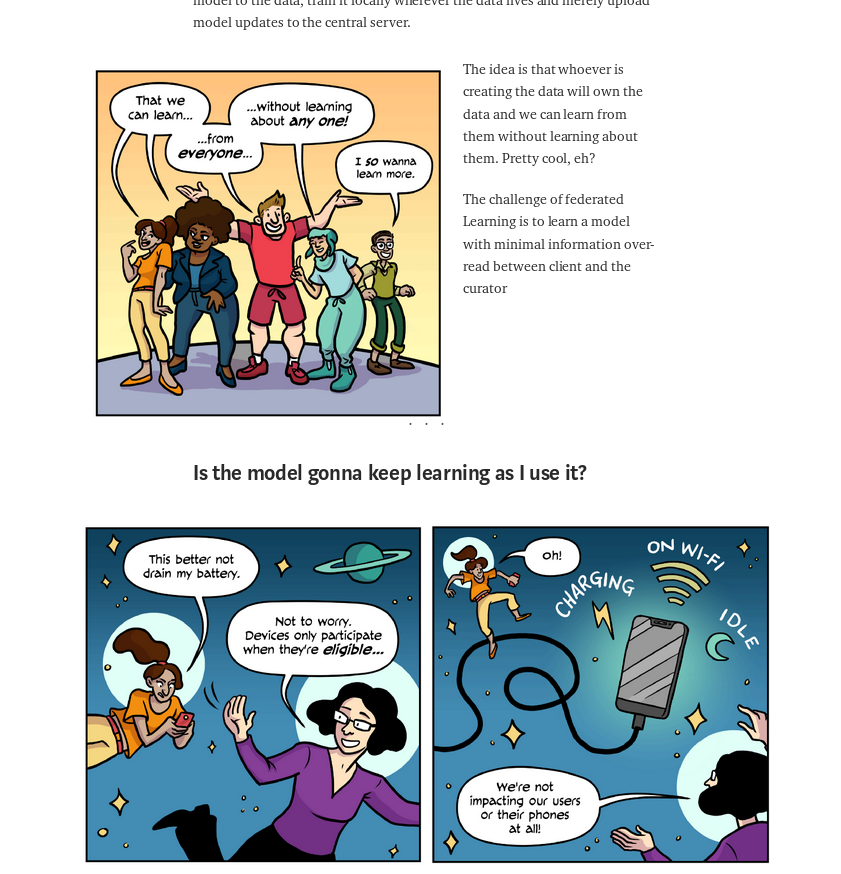 model to the data, train it locally wherever the data lives and merely upload
model updates to the central server.
That we
can learn...
...from
everyone...
...without learning
about any one!
I so wanna
learn more.
The idea is that whoever is
creating the data will own the
data and we can learn from
them without learning about
them. Pretty cool, eh?
The challenge of federated
Learning is to learn a model
with minimal information over-
read between client and the
curator
. . .
Is the model gonna keep learning as I use it?
This better not
drain my battery.
Not to worry.
Devices only participate
when they're eligible...
Oh!
CHARGING
ON WI-FI
IDLE
We're not
impacting our users
or their phones
at all!